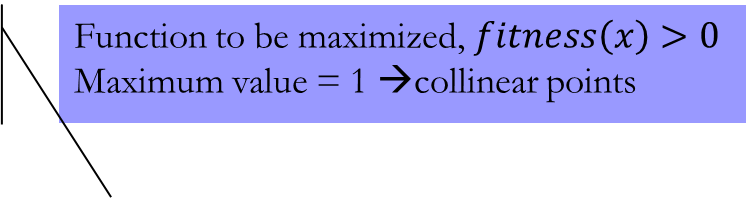 Function to be maximized, fitness(x) > 0
Maximum value = 1 →collinear points